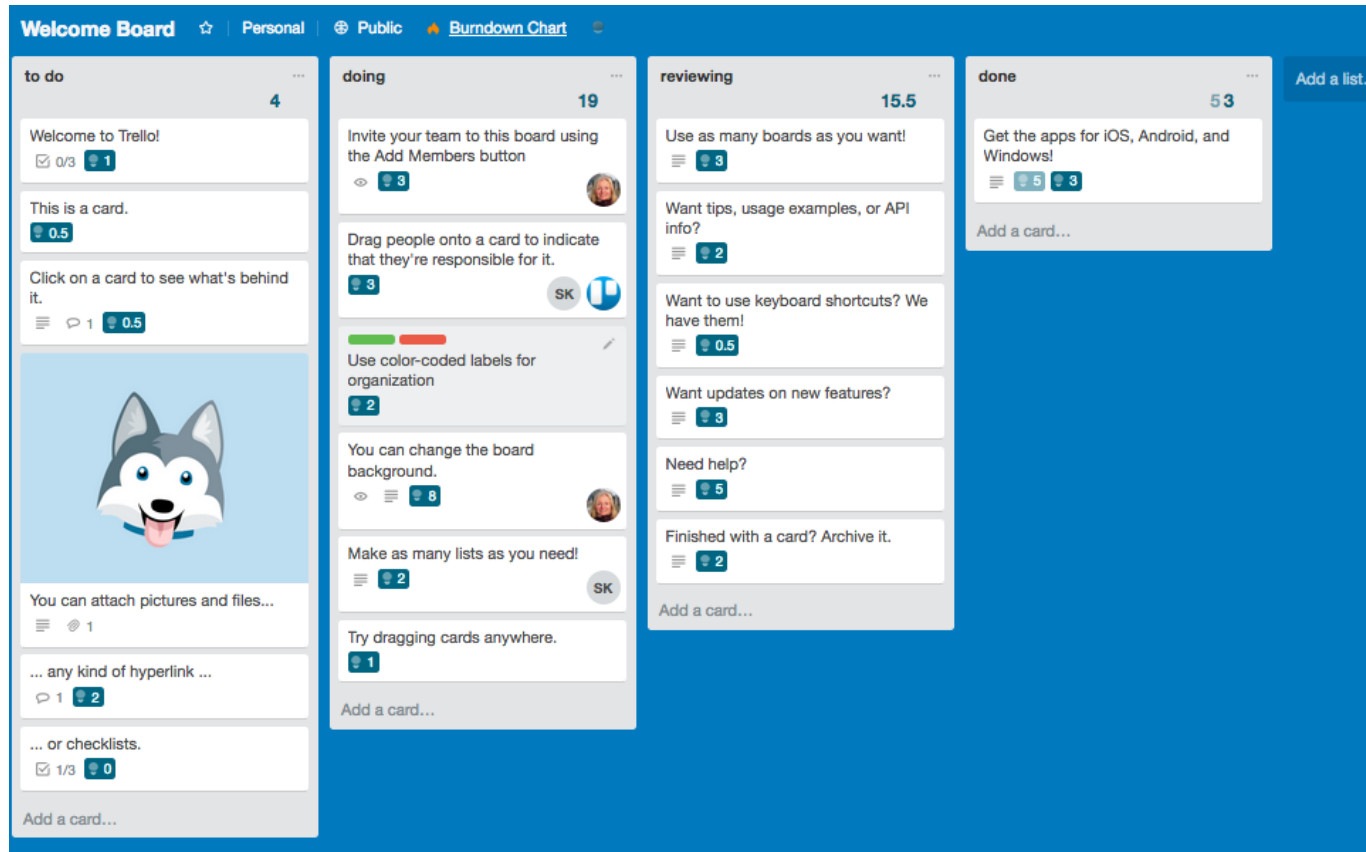 Welcome Board Personal Public Burndown Chart
to do ...
4
Welcome to Trello!
0/3 1
This is a card.
0.5
Click on a card to see what's behind
it.
1 0.5
You can attach pictures and files...
1
... any kind of hyperlink ...
1 2
... or checklists.
1/3 0
Add a card...
doing ...
19
Invite your team to this board using
the Add Members button
3
Drag people onto a card to indicate
that they're responsible for it.
3 SK
Use color-coded labels for
organization
2
You can change the board
background.
8
Make as many lists as you need!
2 SK
Try dragging cards anywhere.
1
Add a card...
reviewing ...
15.5
Use as many boards as you want!
3
Want tips, usage examples, or API
info?
2
Want to use keyboard shortcuts? We
have them!
0.5
Want updates on new features?
3
Need help?
5
Finished with a card? Archive it.
2
Add a card...
done ...
5 3
Get the apps for iOS, Android, and
Windows!
5 3
Add a card...
Add a list.